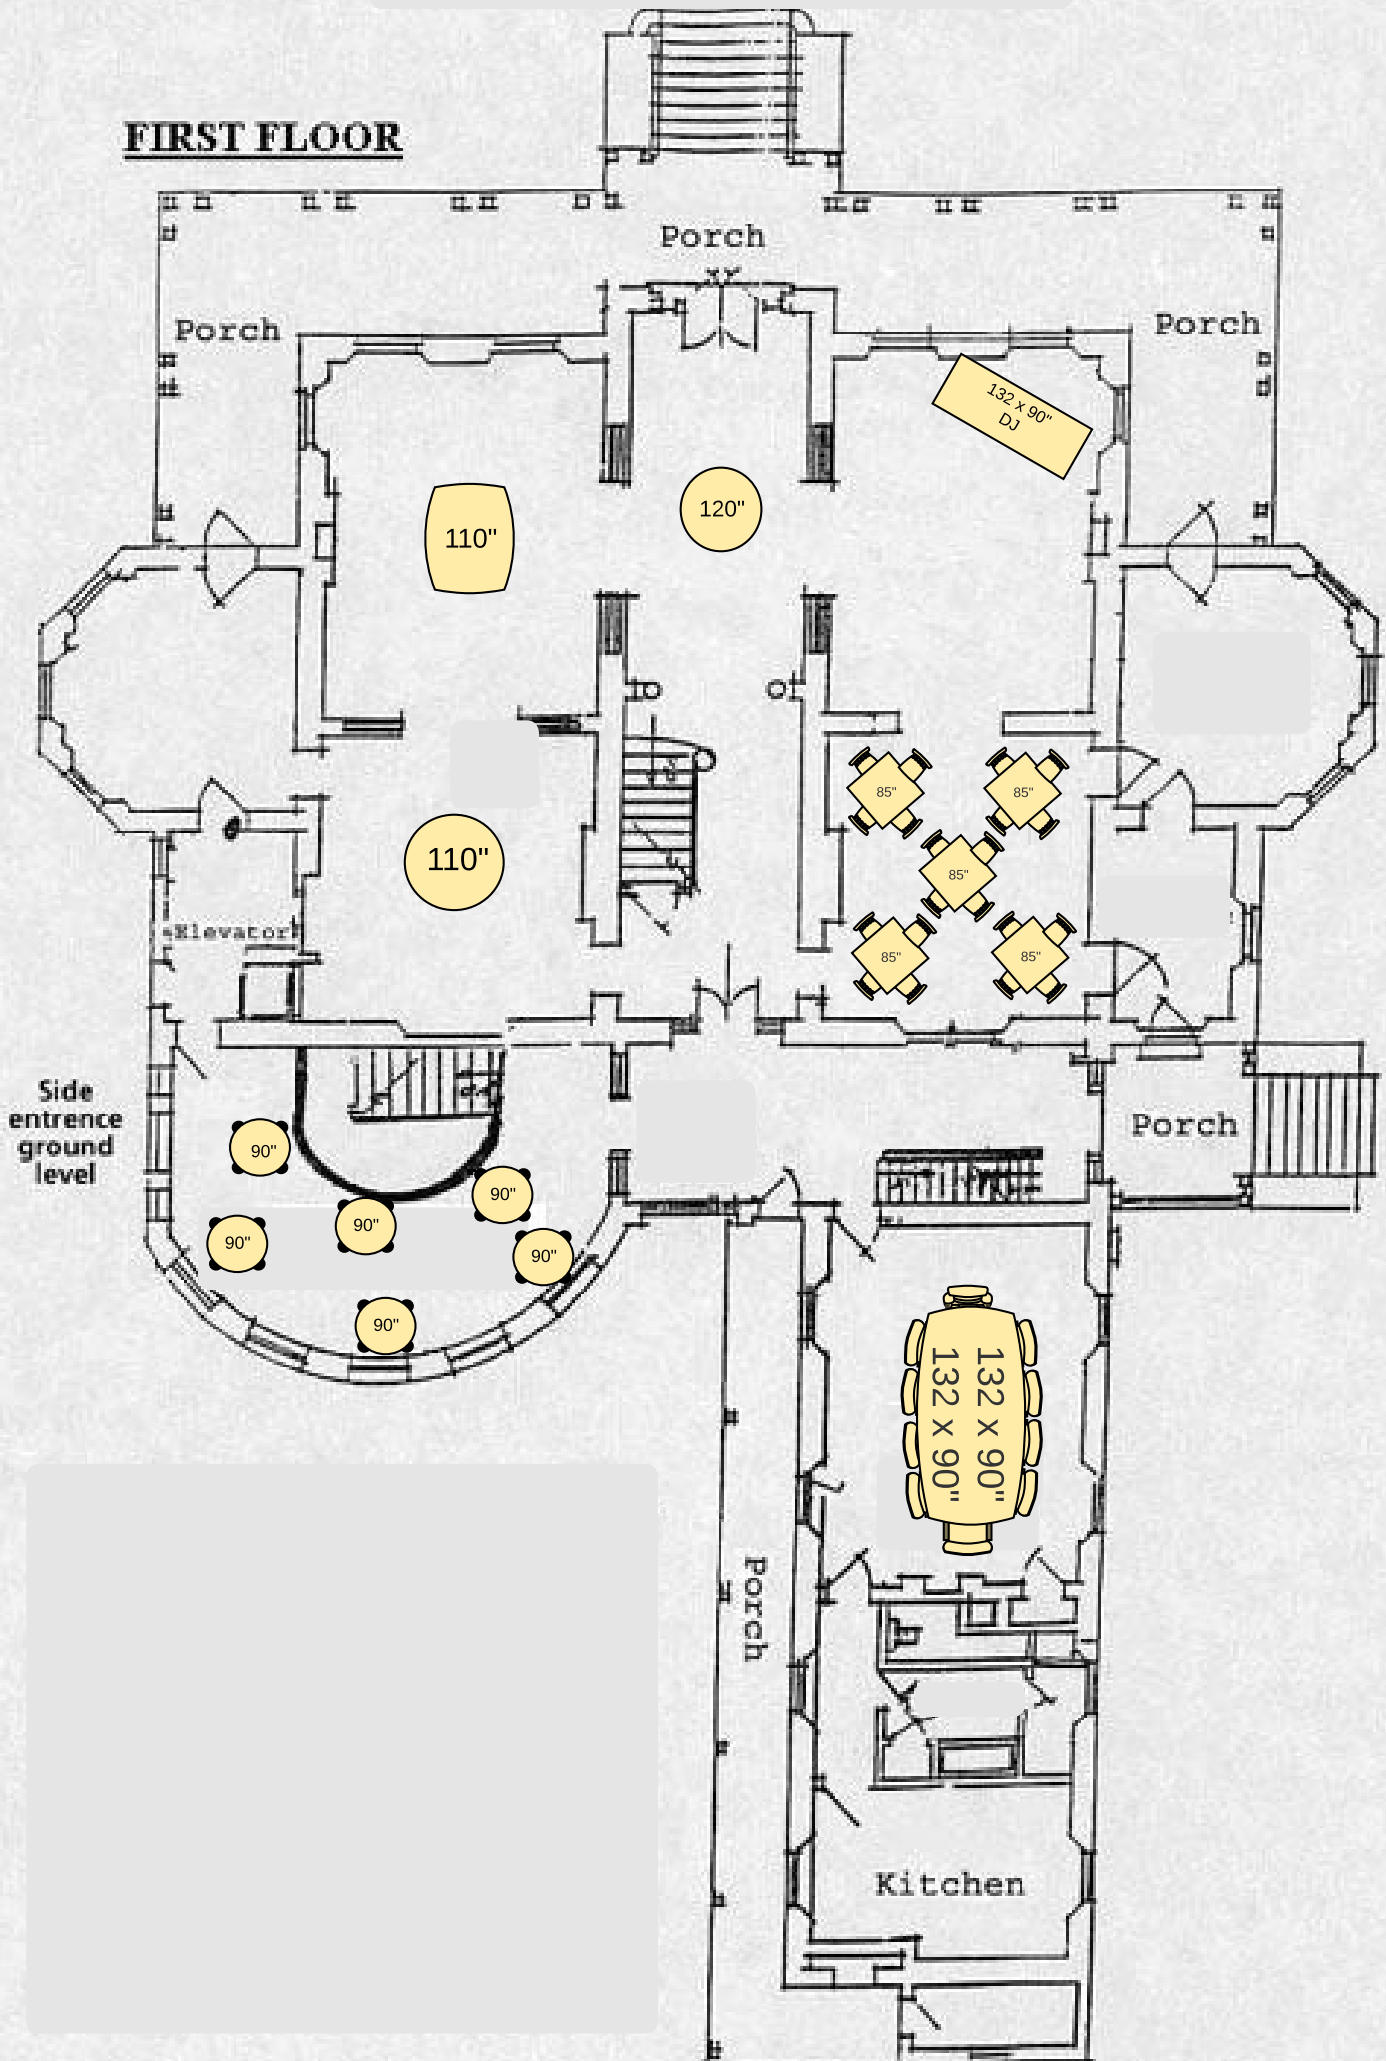 FIRST FLOOR
Porch
Porch
Porch
132 x 90"
DJ
110"
120"
85"
85"
110"
85"
Elevator
85"
85"
Side
entrence
ground
level
Porch
90"
90"
90"
90"
90"
90"
132 x 90"
132 x 90"
Porch
Kitchen